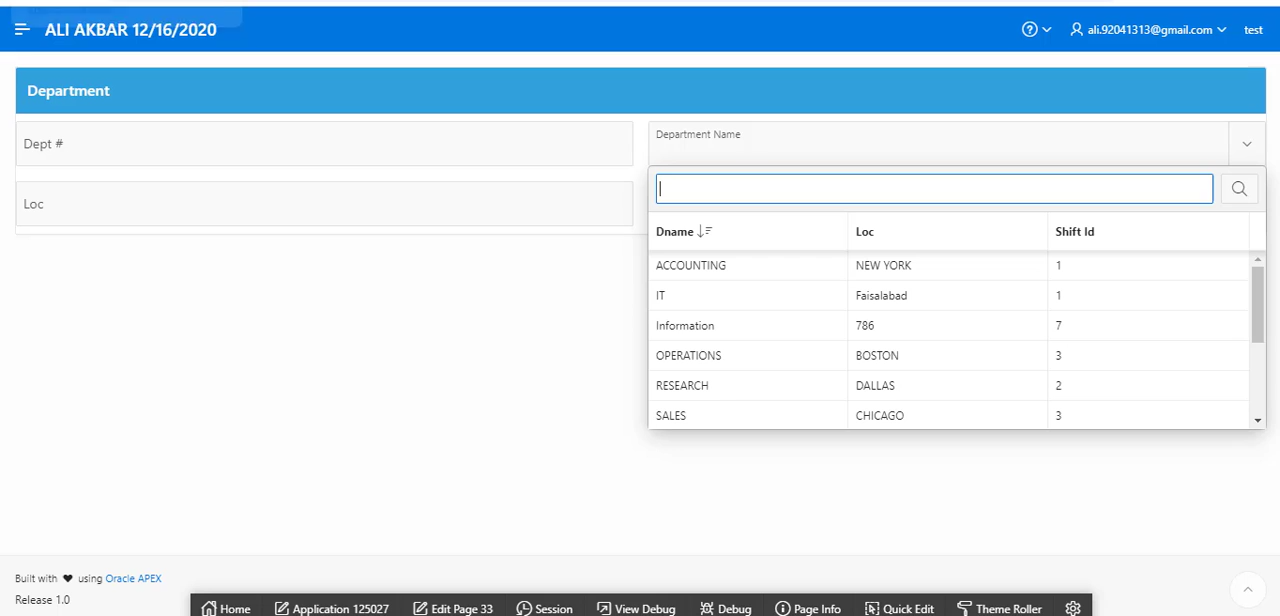 ALI AKBAR 12/16/2020
ali.92041313@gmail.com
test
Department
Dept #
Department Name
Loc
Dname Loc Shift Id
ACCOUNTING NEW YORK 1
IT Faisalabad 1
Information 786 7
OPERATIONS BOSTON 3
RESEARCH DALLAS 2
SALES CHICAGO 3
Built with ♥ using Oracle APEX
Release 1.0
Home Application 125027 Edit Page 33 Session View Debug Debug Page Info Quick Edit Theme Roller